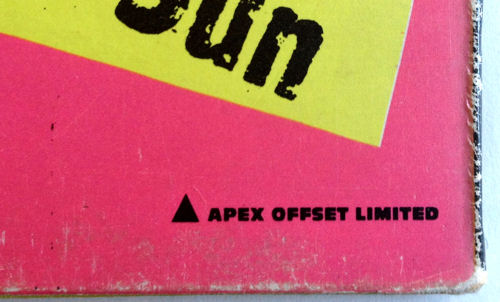 Sun
APEX OFFSET LIMITED